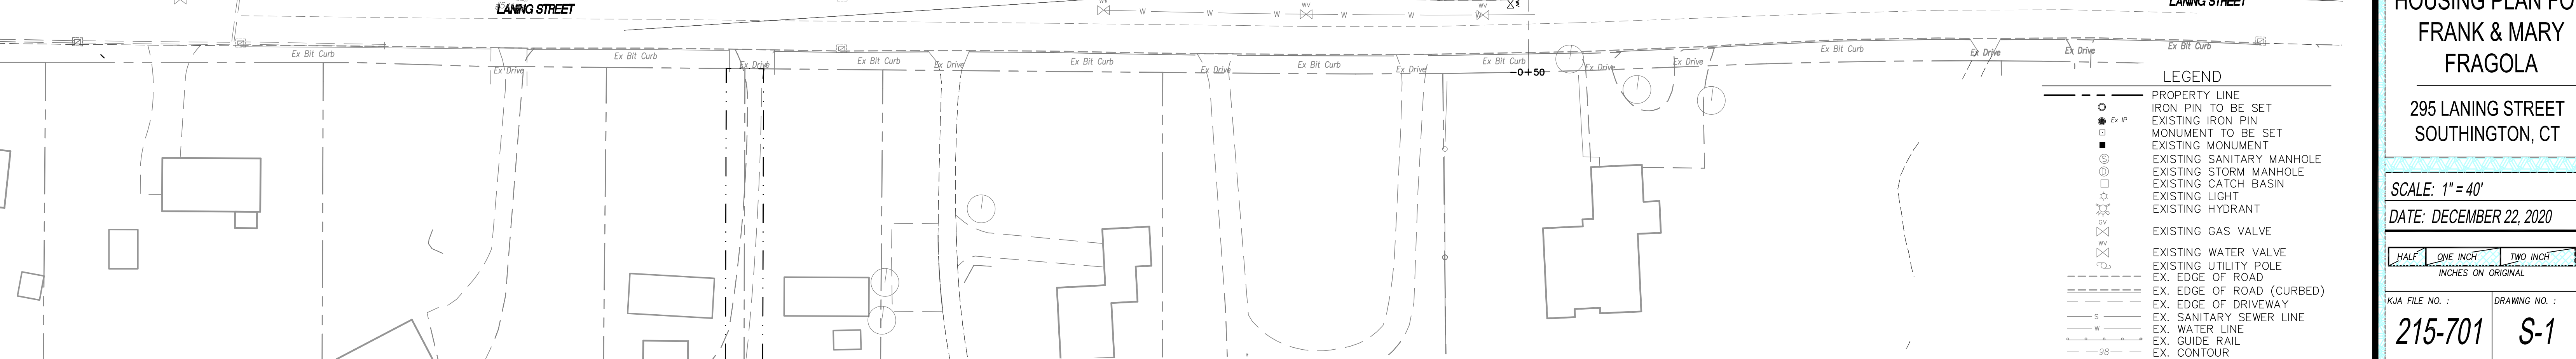 LANING STREET
WV
W
W
WV
W
W
WV
W
LANING STREET
Ex Bit Curb
Ex Drive
Ex Bit Curb
Ex Drive
Ex Bit Curb
Ex Drive
Ex Bit Curb
Ex Drive
Ex Bit Curb
Ex Drive
Ex Bit Curb
-0+50
Ex Drive
Ex Drive
Ex Bit Curb
Ex Drive
Ex Drive
Ex Bit Curb
LEGEND
PROPERTY LINE
IRON PIN TO BE SET
Ex IP EXISTING IRON PIN
MONUMENT TO BE SET
EXISTING MONUMENT
S EXISTING SANITARY MANHOLE
D EXISTING STORM MANHOLE
EXISTING CATCH BASIN
EXISTING LIGHT
EXISTING HYDRANT
GV
EXISTING GAS VALVE
WV
EXISTING WATER VALVE
EXISTING UTILITY POLE
EX. EDGE OF ROAD
EX. EDGE OF ROAD (CURBED)
EX. EDGE OF DRIVEWAY
S EX. SANITARY SEWER LINE
W EX. WATER LINE
EX. GUIDE RAIL
98 EX. CONTOUR
HOUSING PLAN FO
FRANK & MARY
FRAGOLA
295 LANING STREET
SOUTHINGTON, CT
SCALE: 1" = 40'
DATE: DECEMBER 22, 2020
HALF ONE INCH TWO INCH
INCHES ON ORIGINAL
KJA FILE NO. :
215-701
DRAWING NO. :
S-1